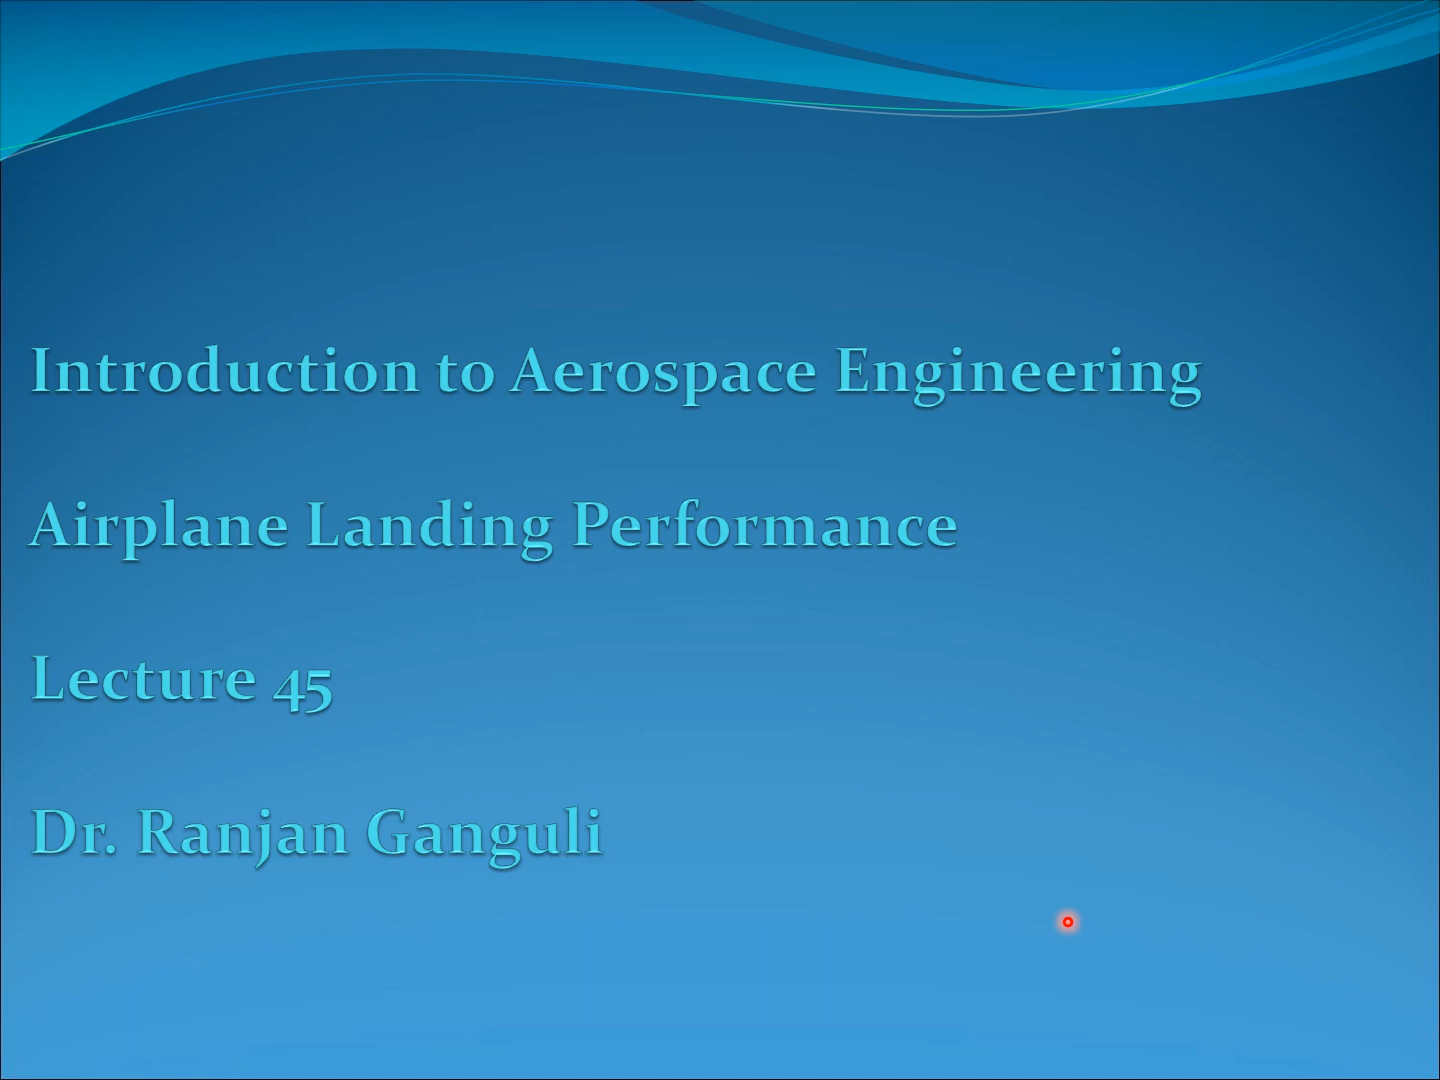 Introduction to Aerospace Engineering
Airplane Landing Performance
Lecture 45
Dr. Ranjan Ganguli